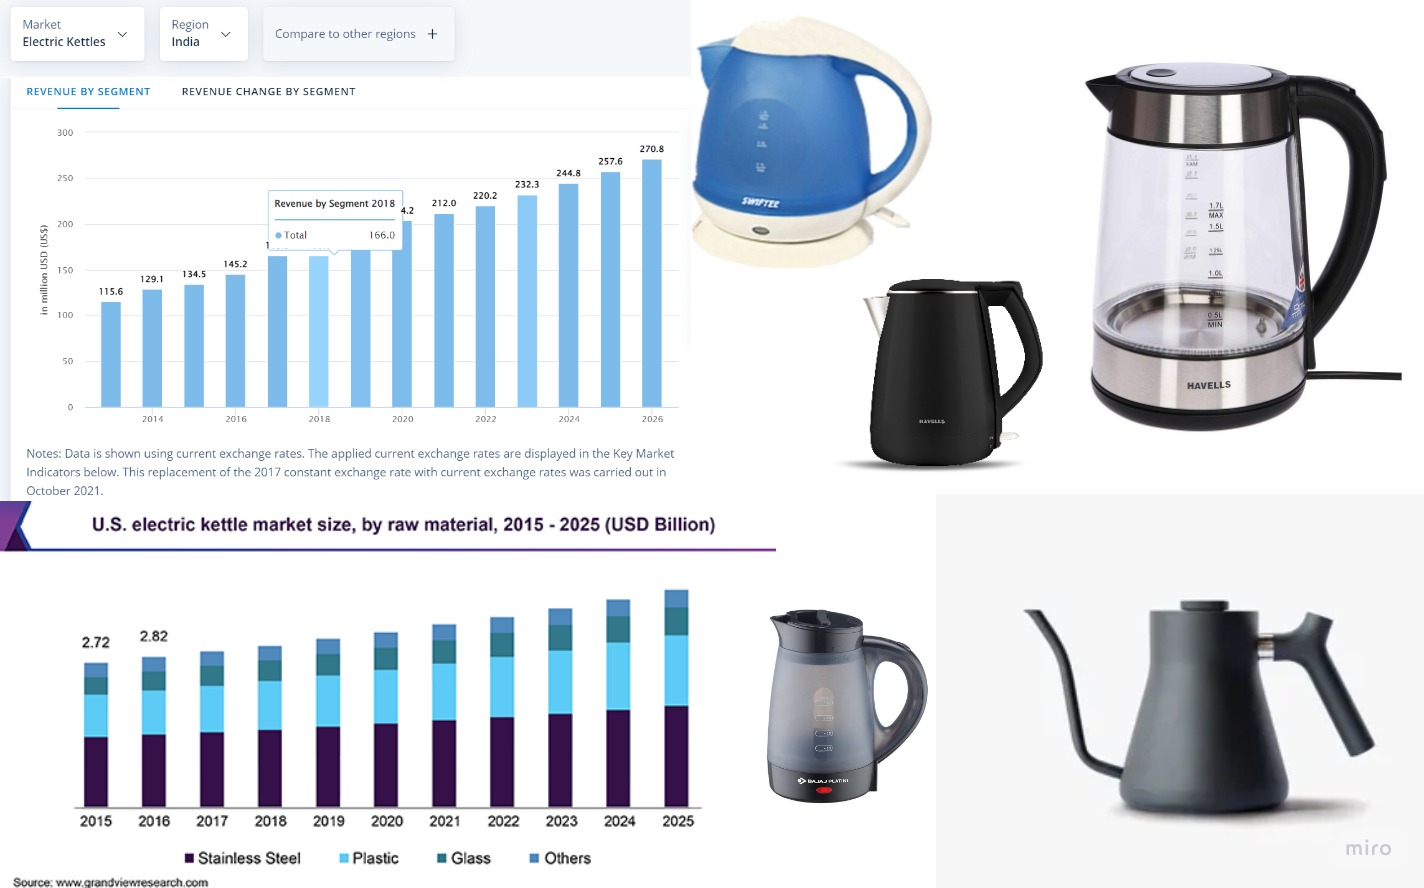 Market
Electric Kettles
Region
India
Compare to other regions +
REVENUE BY SEGMENT
REVENUE CHANGE BY SEGMENT
in million USD (US$)
300
250
200
150
100
50
0
115.6
129.1
134.5
145.2
212.0
220.2
232.3
244.8
257.6
270.8
4.2
Revenue by Segment 2018
Total 166.0
2014
2016
2018
2020
2022
2024
2026
Notes: Data is shown using current exchange rates. The applied current exchange rates are displayed in the Key Market
Indicators below. This replacement of the 2017 constant exchange rate with current exchange rates was carried out in
October 2021.
SWIFTEE
HAVELLS
1.7L
MAX
1.5L
1.25L
1.0L
0.5L
MIN
HAVELLS
U.S. electric kettle market size, by raw material, 2015 - 2025 (USD Billion)
2.72
2.82
2015 2016 2017 2018 2019 2020 2021 2022 2023 2024 2025
Stainless Steel Plastic Glass Others
Source: www.grandviewresearch.com
BAJAJ PLATINI
miro